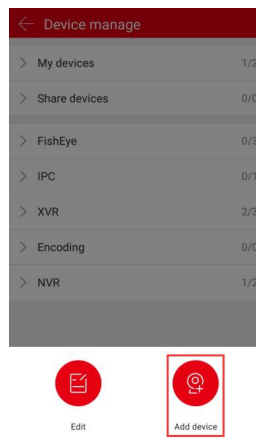 Device manage
My devices 1/2
Share devices 0/0
FishEye 0/3
IPC 0/1
XVR 2/3
Encoding 0/0
NVR 1/2
Edit Add device